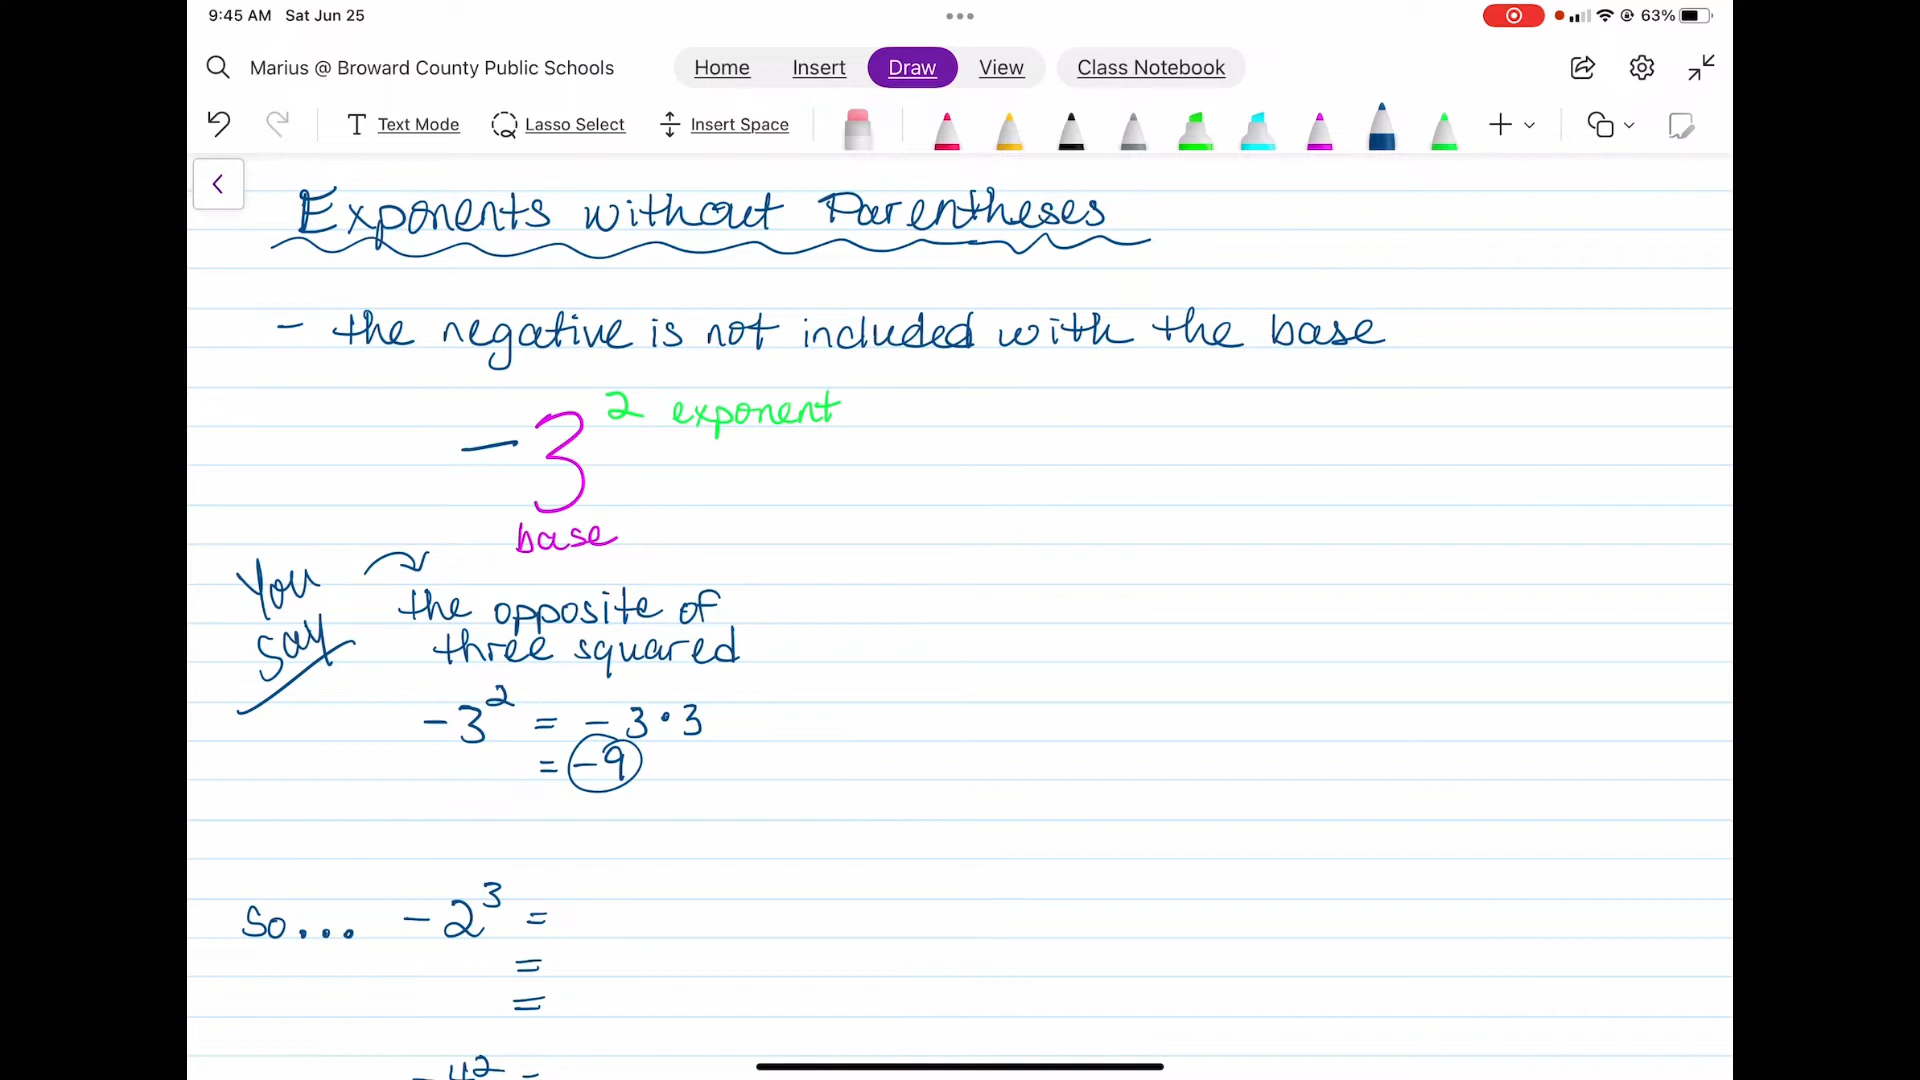 9:45 AM Sat Jun 25
63%
Marius @ Broward County Public Schools
Home Insert Draw View Class Notebook
Text Mode Lasso Select Insert Space
Exponents without Parentheses
- the negative is not included with the base
-3² exponent
base
You say
the opposite of
three squared
-3² = -3·3
= -9
So... -2³ =
=
=
-4² =